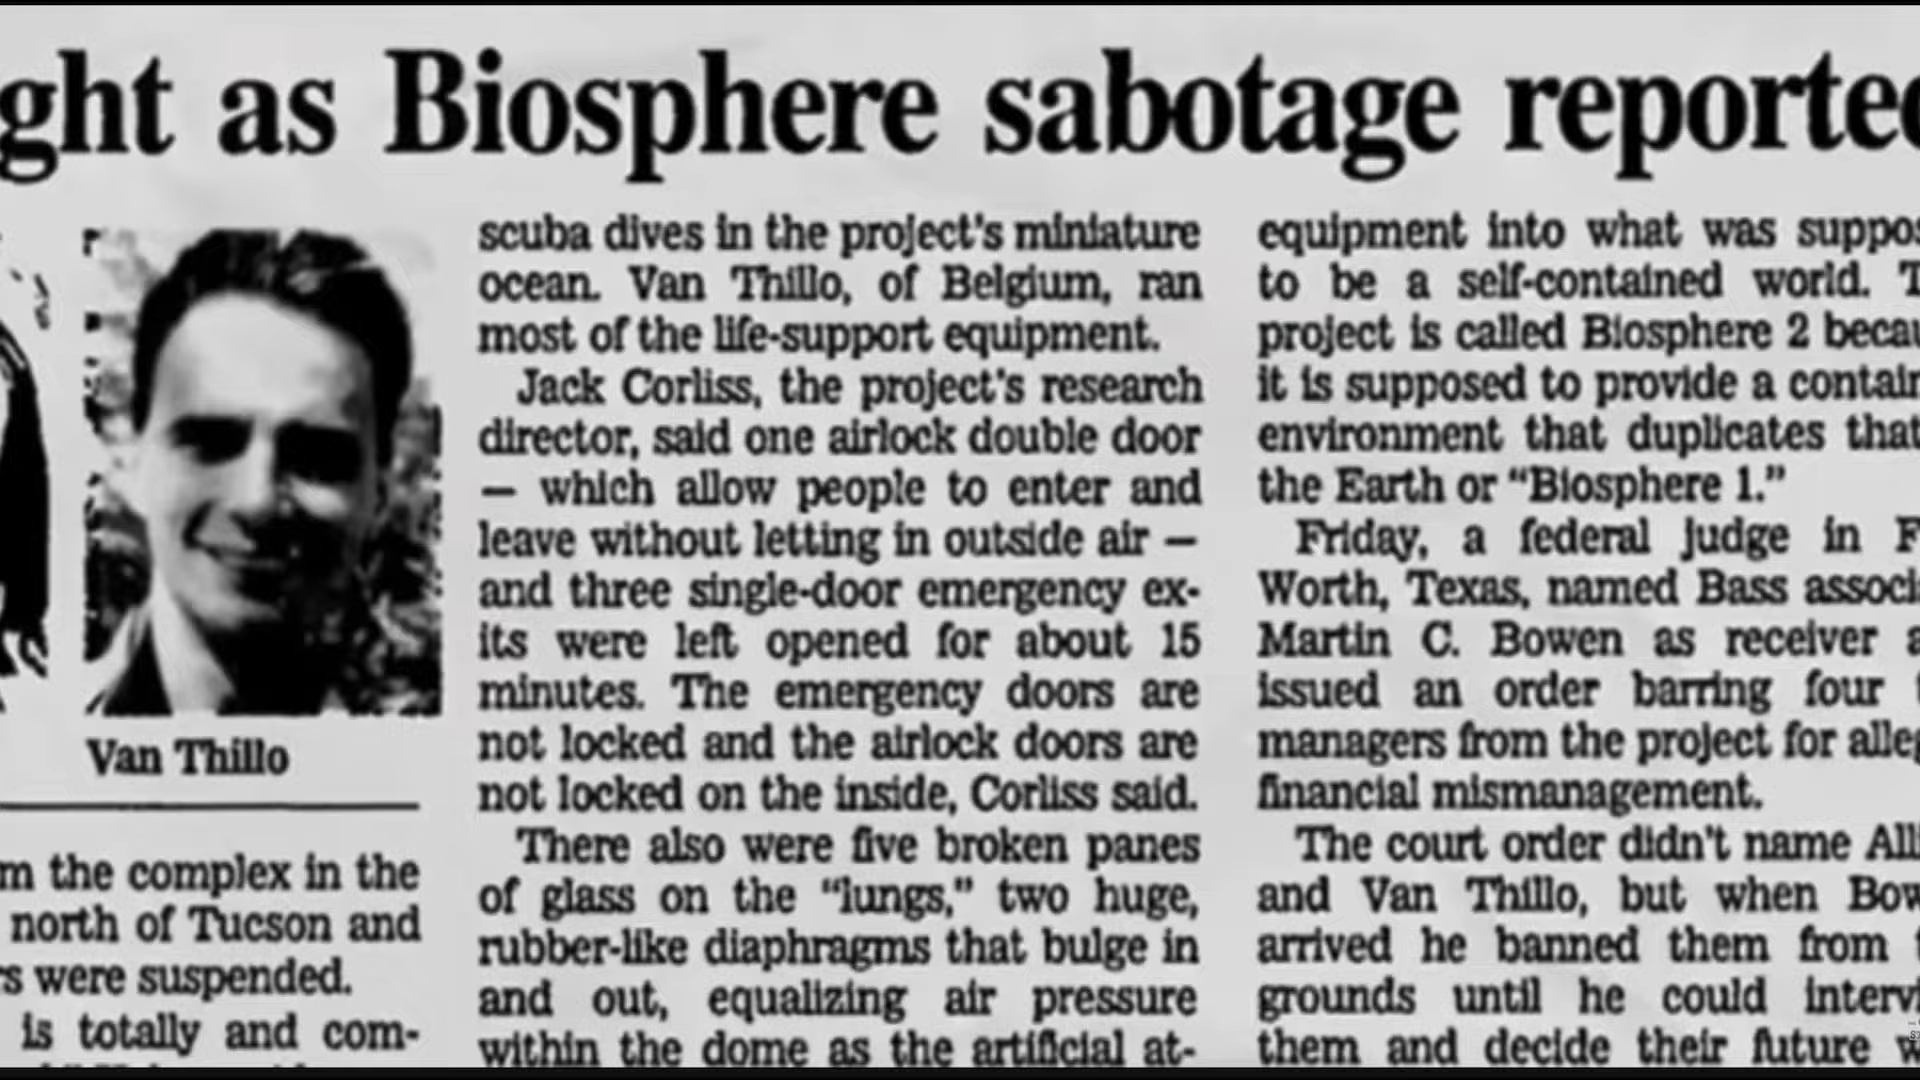 ght as Biosphere sabotage reported
Van Thillo
m the complex in the
north of Tucson and
rs were suspended.
is totally and com-
scuba dives in the project's miniature
ocean. Van Thillo, of Belgium, ran
most of the life-support equipment.
Jack Corliss, the project's research
director, said one airlock double door
— which allow people to enter and
leave without letting in outside air —
and three single-door emergency ex-
its were left opened for about 15
minutes. The emergency doors are
not locked and the airlock doors are
not locked on the inside, Corliss said.
There also were five broken panes
of glass on the “lungs,” two huge,
rubber-like diaphragms that bulge in
and out, equalizing air pressure
within the dome as the artificial at-
equipment into what was suppos
to be a self-contained world. T
project is called Biosphere 2 becau
it is supposed to provide a contain
environment that duplicates that
the Earth or “Biosphere 1.”
Friday, a federal judge in F
Worth, Texas, named Bass associa
Martin C. Bowen as receiver a
issued an order barring four t
managers from the project for alleg
financial mismanagement.
The court order didn't name Alli
and Van Thillo, but when Bow
arrived he banned them from t
grounds until he could intervi
them and decide their future w